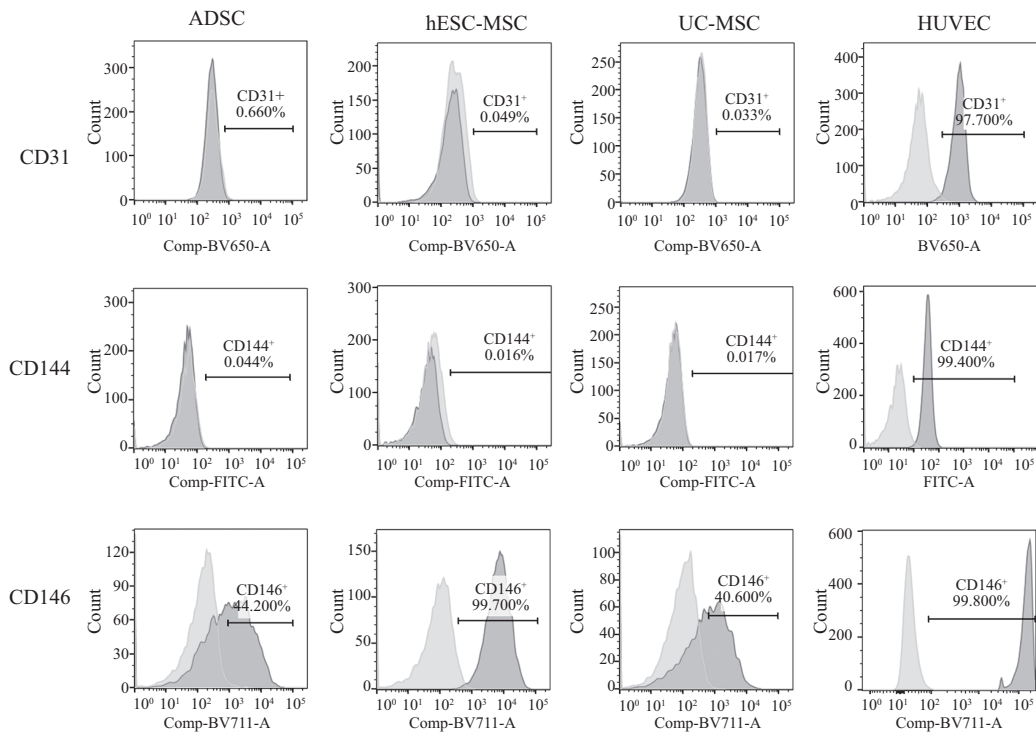 ADSC hESC-MSC UC-MSC HUVEC
CD31
Count
300
200
100
0
CD31+
0.660%
10⁰ 10¹ 10² 10³ 10⁴ 10⁵
Comp-BV650-A
Count
200
150
100
50
0
CD31⁺
0.049%
10⁰ 10¹ 10² 10³ 10⁴ 10⁵
Comp-BV650-A
Count
250
200
150
100
50
0
CD31⁺
0.033%
10⁰ 10¹ 10² 10³ 10⁴ 10⁵
Comp-BV650-A
Count
400
300
200
100
0
CD31⁺
97.700%
10⁰ 10¹ 10² 10³ 10⁴ 10⁵
BV650-A
CD144
Count
300
200
100
0
CD144⁺
0.044%
10⁰ 10¹ 10² 10³ 10⁴ 10⁵
Comp-FITC-A
Count
300
200
100
0
CD144⁺
0.016%
10⁰ 10¹ 10² 10³ 10⁴ 10⁵
Comp-FITC-A
Count
250
200
150
100
50
0
CD144⁺
0.017%
10⁰ 10¹ 10² 10³ 10⁴ 10⁵
Comp-FITC-A
Count
600
400
200
0
CD144⁺
99.400%
10⁰ 10¹ 10² 10³ 10⁴ 10⁵
FITC-A
CD146
Count
120
90
60
30
0
CD146⁺
44.200%
10⁰ 10¹ 10² 10³ 10⁴ 10⁵
Comp-BV711-A
Count
150
100
50
0
CD146⁺
99.700%
10⁰ 10¹ 10² 10³ 10⁴ 10⁵
Comp-BV711-A
Count
100
80
60
40
20
0
CD146⁺
40.600%
10⁰ 10¹ 10² 10³ 10⁴ 10⁵
Comp-BV711-A
Count
600
400
200
0
CD146⁺
99.800%
10⁰ 10¹ 10² 10³ 10⁴ 10⁵
Comp-BV711-A